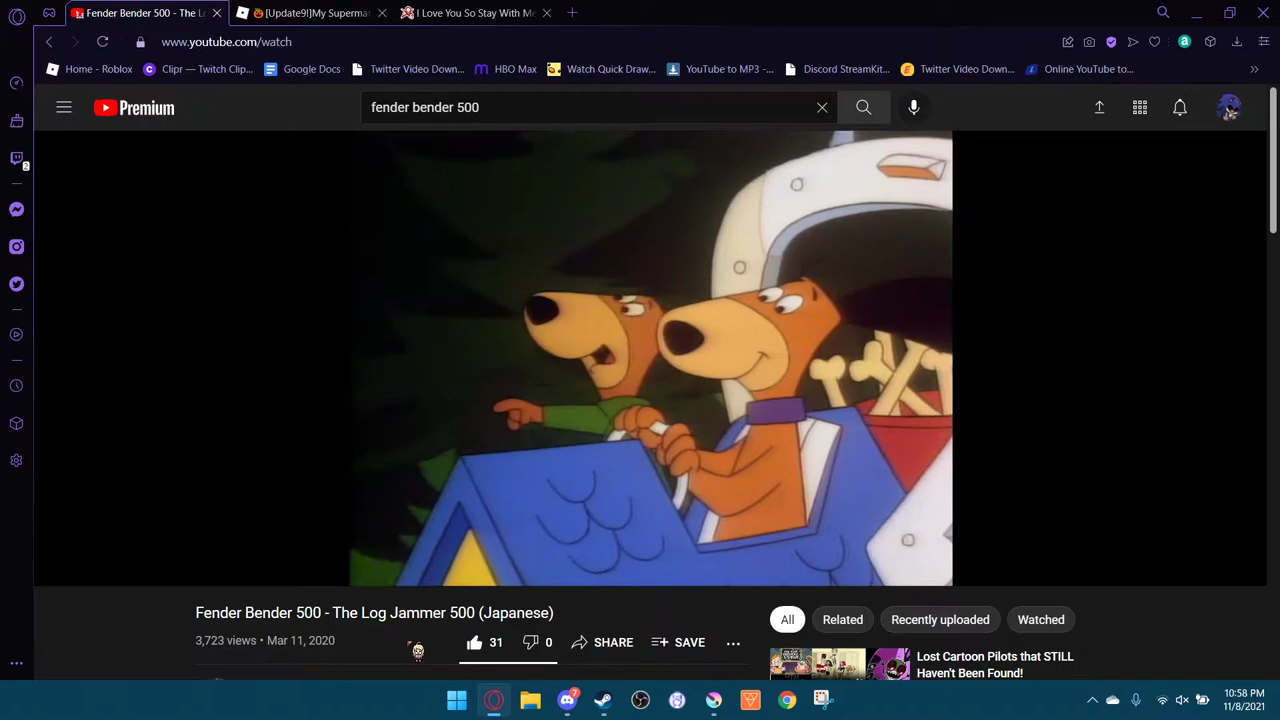 Fender Bender 500 - The Lo
[Update9!]My Superma
I Love You So Stay With Me
www.youtube.com/watch
Home - Roblox
Clipr — Twitch Clip...
Google Docs
Twitter Video Down...
HBO Max
Watch Quick Draw...
YouTube to MP3 -...
Discord StreamKit...
Twitter Video Down...
Online YouTube to...
Premium
fender bender 500
2
Fender Bender 500 - The Log Jammer 500 (Japanese)
3,723 views • Mar 11, 2020
31
0
SHARE
SAVE
All
Related
Recently uploaded
Watched
Lost Cartoon Pilots that STILL
Haven't Been Found!
7
10:58 PM
11/8/2021